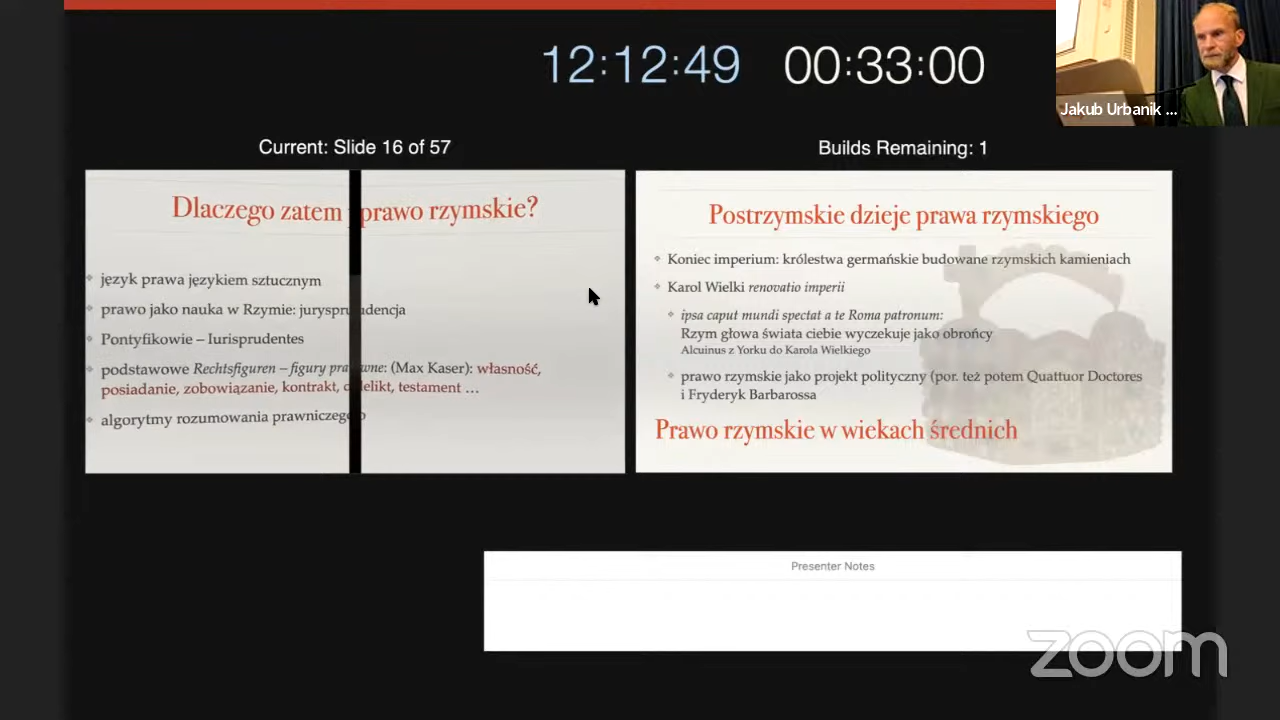 12:12:49 00:33:00
Jakub Urbanik ...
Current: Slide 16 of 57
Builds Remaining: 1
Dlaczego zatem prawo rzymskie?
język prawa językiem sztucznym
prawo jako nauka w Rzymie: jurysprudencja
Pontyfikowie – Iurisprudentes
podstawowe Rechtsfiguren – figury prawne: (Max Kaser): własność,
posiadanie, zobowiązanie, kontrakt, delikt, testament ...
algorytmy rozumowania prawniczego
Postrzymskie dzieje prawa rzymskiego
Koniec imperium: królestwa germańskie budowane rzymskich kamieniach
Karol Wielki renovatio imperii
ipsa caput mundi spectat a te Roma patronum:
Rzym głowa świata ciebie wyczekuje jako obrońcy
Alcuinus z Yorku do Karola Wielkiego
prawo rzymskie jako projekt polityczny (por. też potem Quattuor Doctores
i Fryderyk Barbarossa
Prawo rzymskie w wiekach średnich
Presenter Notes
zoom